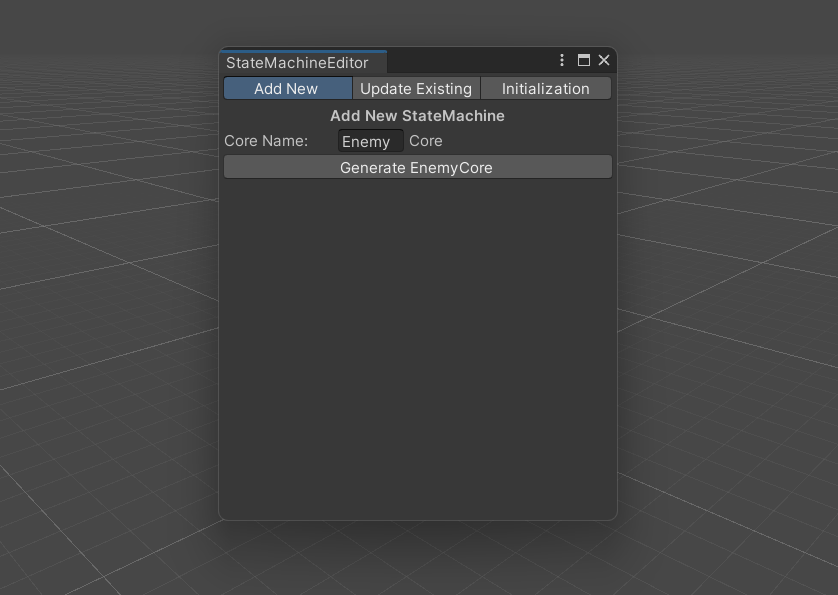 StateMachineEditor
Add New Update Existing Initialization
Add New StateMachine
Core Name: Enemy Core
Generate EnemyCore